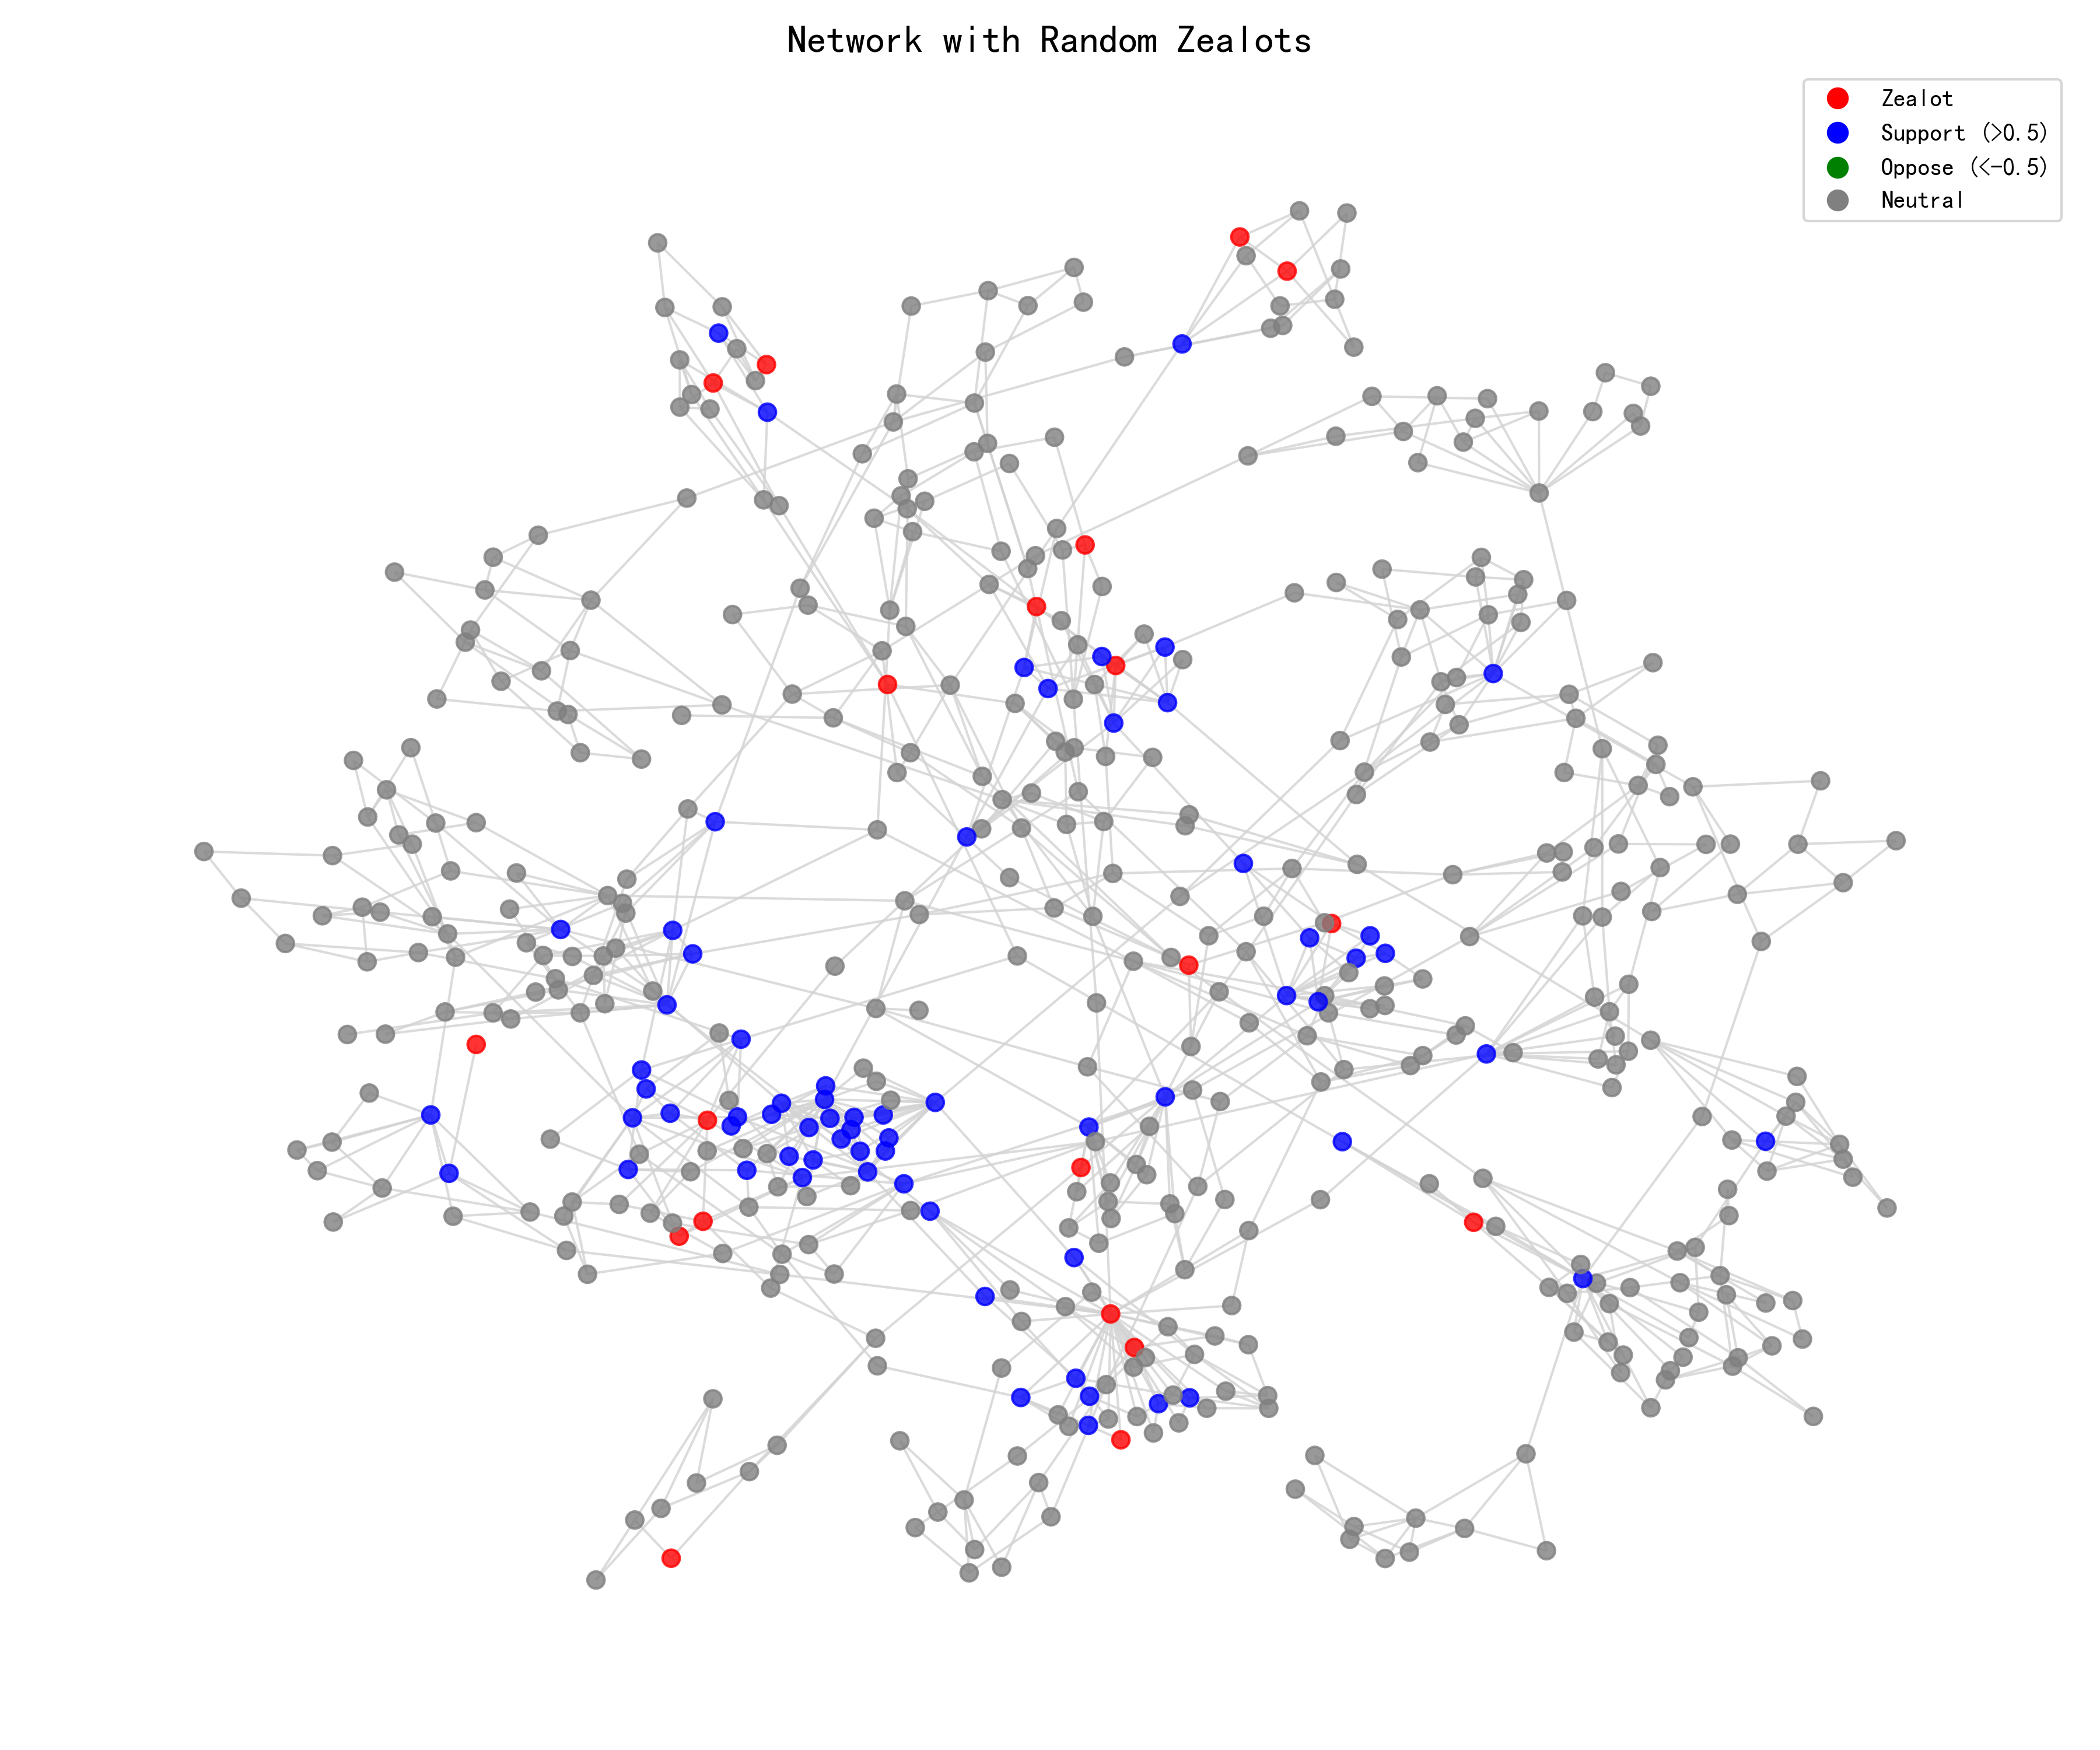 Network with Random Zealots
Zealot
Support (>0.5)
Oppose (<-0.5)
Neutral